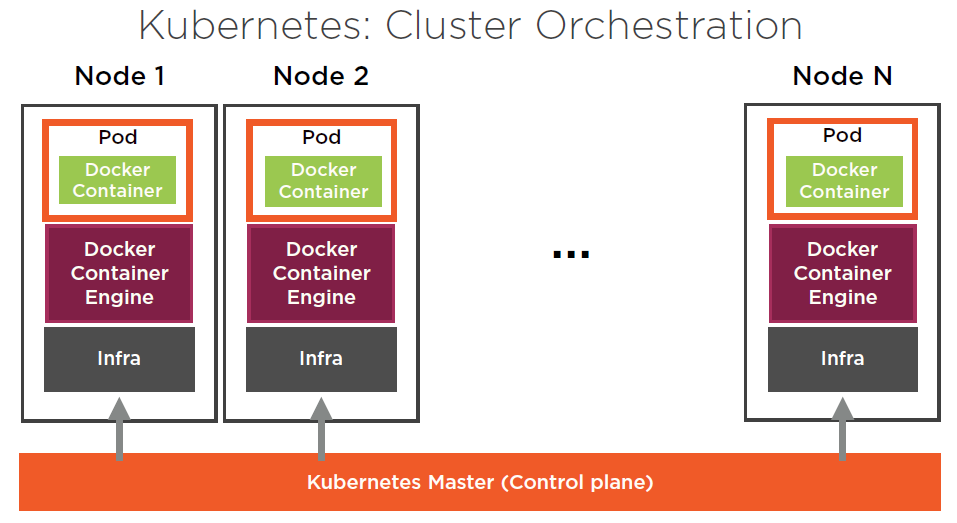 Kubernetes: Cluster Orchestration
Node 1
Node 2
Node N
Pod
Docker
Container
Docker
Container
Engine
Infra
Pod
Docker
Container
Docker
Container
Engine
Infra
...
Pod
Docker
Container
Docker
Container
Engine
Infra
Kubernetes Master (Control plane)